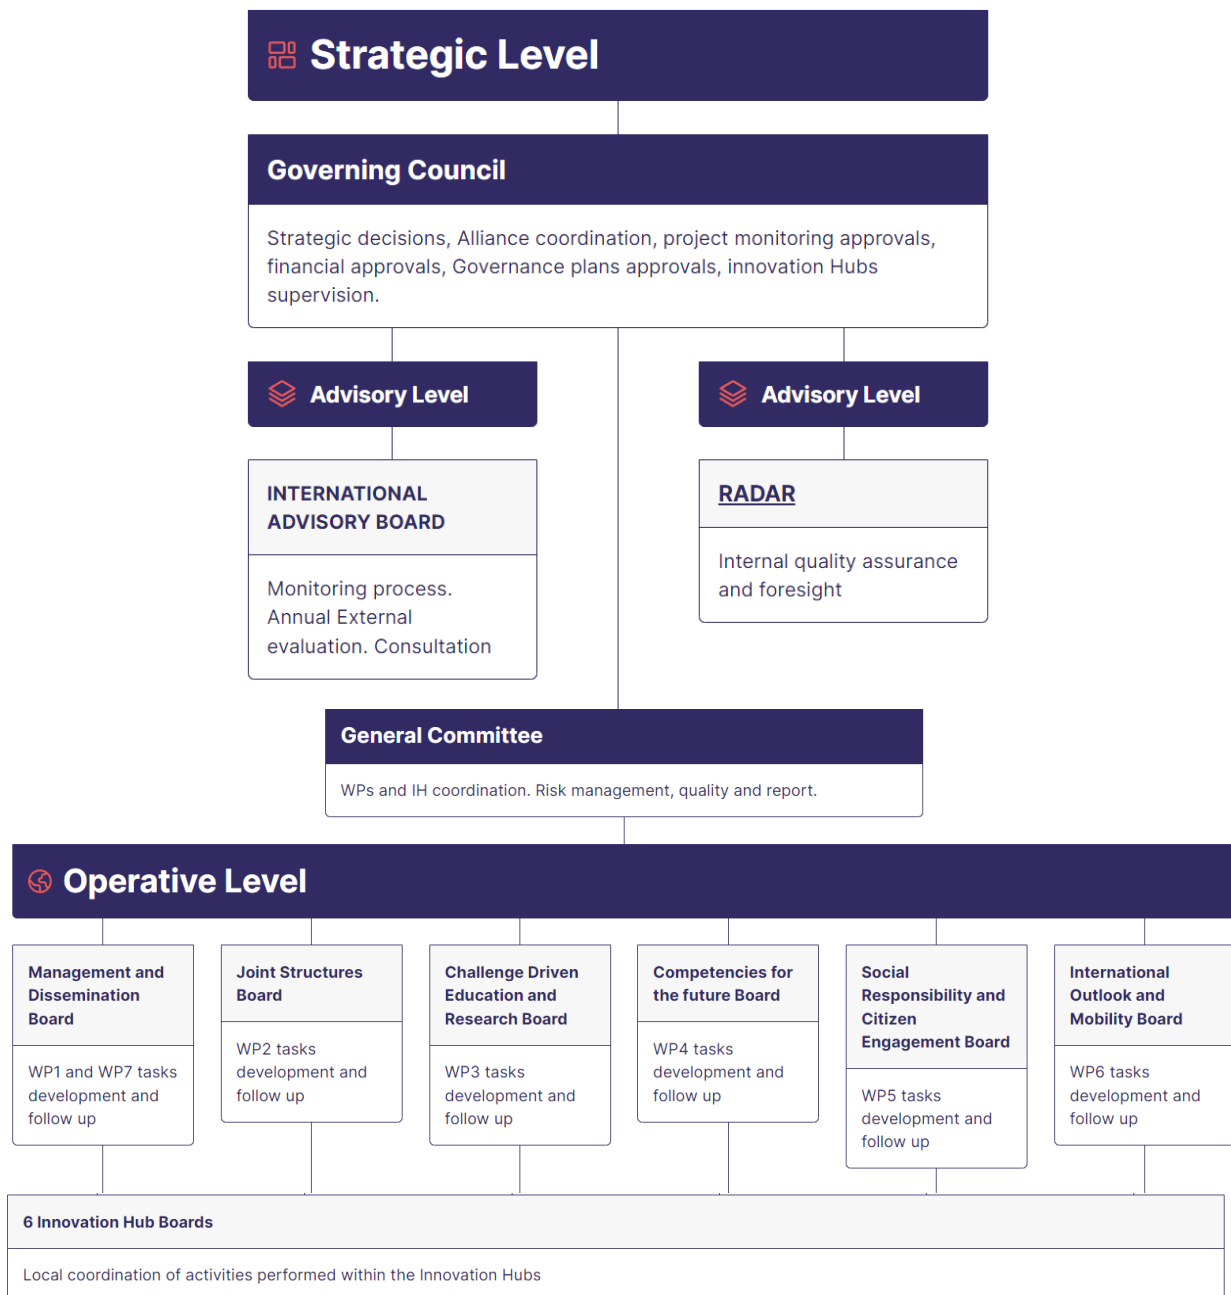 Strategic Level
Governing Council
Strategic decisions, Alliance coordination, project monitoring approvals,
financial approvals, Governance plans approvals, innovation Hubs
supervision.
Advisory Level
INTERNATIONAL
ADVISORY BOARD
Monitoring process.
Annual External
evaluation. Consultation
Advisory Level
RADAR
Internal quality assurance
and foresight
General Committee
WPs and IH coordination. Risk management, quality and report.
Operative Level
Management and
Dissemination
Board
WP1 and WP7 tasks
development and
follow up
Joint Structures
Board
WP2 tasks
development and
follow up
Challenge Driven
Education and
Research Board
WP3 tasks
development and
follow up
Competencies for
the future Board
WP4 tasks
development and
follow up
Social
Responsibility and
Citizen
Engagement Board
WP5 tasks
development and
follow up
International
Outlook and
Mobility Board
WP6 tasks
development and
follow up
6 Innovation Hub Boards
Local coordination of activities performed within the Innovation Hubs